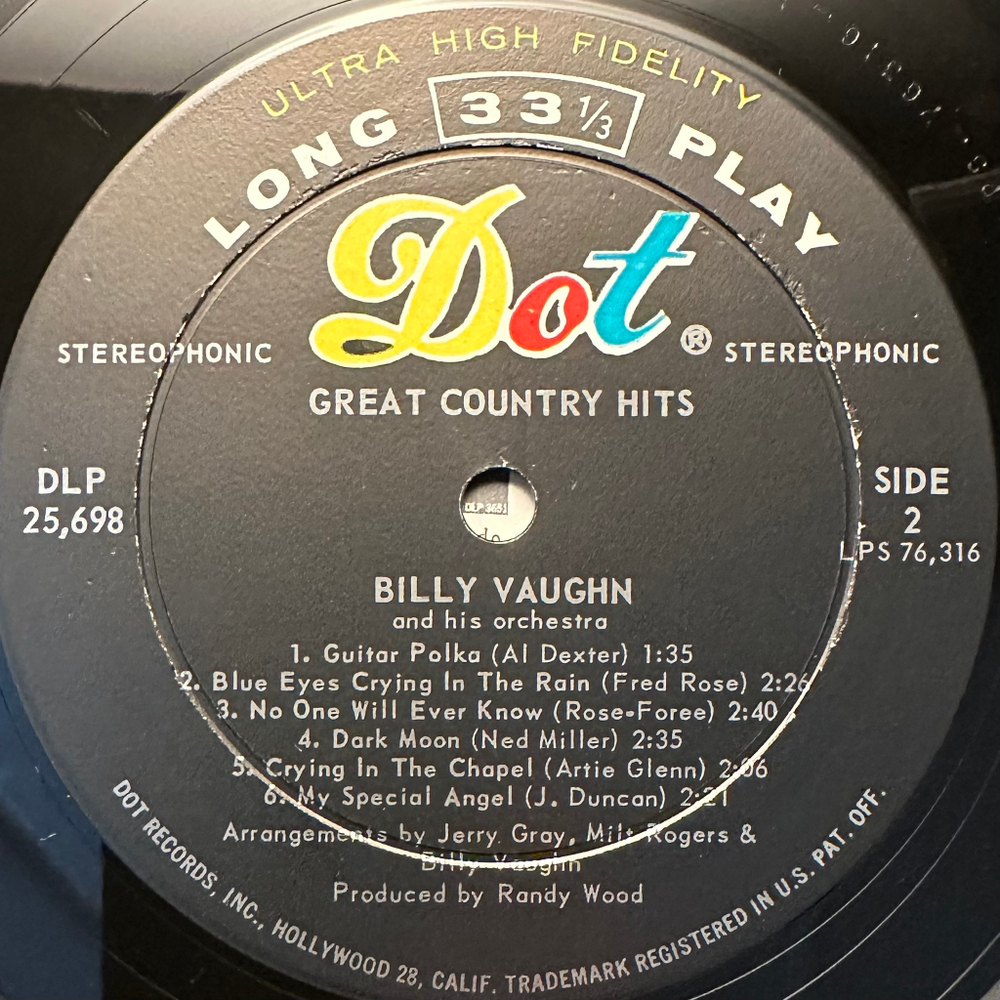 ULTRA HIGH FIDELITY
LONG 33 1/3 PLAY
Dot ®
STEREOPHONIC STEREOPHONIC
GREAT COUNTRY HITS
DLP
25,698
SIDE
2
LPS 76,316
DLP 3651
do
BILLY VAUGHN
and his orchestra
1. Guitar Polka (Al Dexter) 1:35
2. Blue Eyes Crying In The Rain (Fred Rose) 2:26
3. No One Will Ever Know (Rose-Foree) 2:40
4. Dark Moon (Ned Miller) 2:35
5. Crying In The Chapel (Artie Glenn) 2:06
6. My Special Angel (J. Duncan) 2:21
Arrangements by Jerry Gray, Milt Rogers &
Billy Vaughn
Produced by Randy Wood
DOT RECORDS, INC., HOLLYWOOD 28, CALIF. TRADEMARK REGISTERED IN U.S. PAT. OFF.